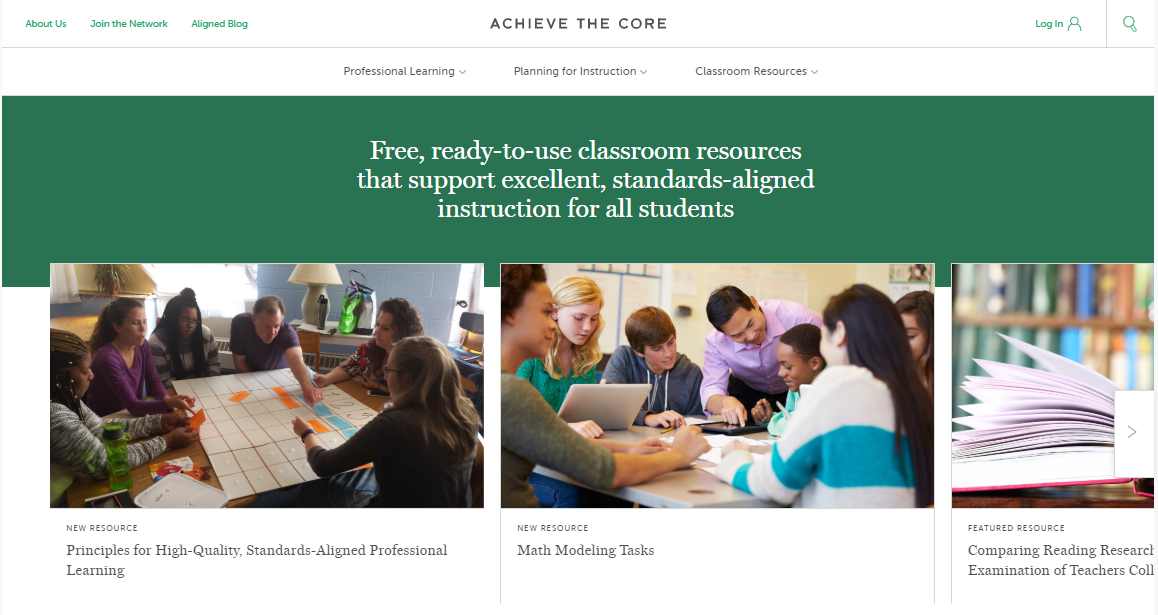 About Us
Join the Network
Aligned Blog
ACHIEVE THE CORE
Log In
Professional Learning
Planning for Instruction
Classroom Resources
Free, ready-to-use classroom resources
that support excellent, standards-aligned
instruction for all students
NEW RESOURCE
Principles for High-Quality, Standards-Aligned Professional
Learning
NEW RESOURCE
Math Modeling Tasks
FEATURED RESOURCE
Comparing Reading Research
Examination of Teachers Coll